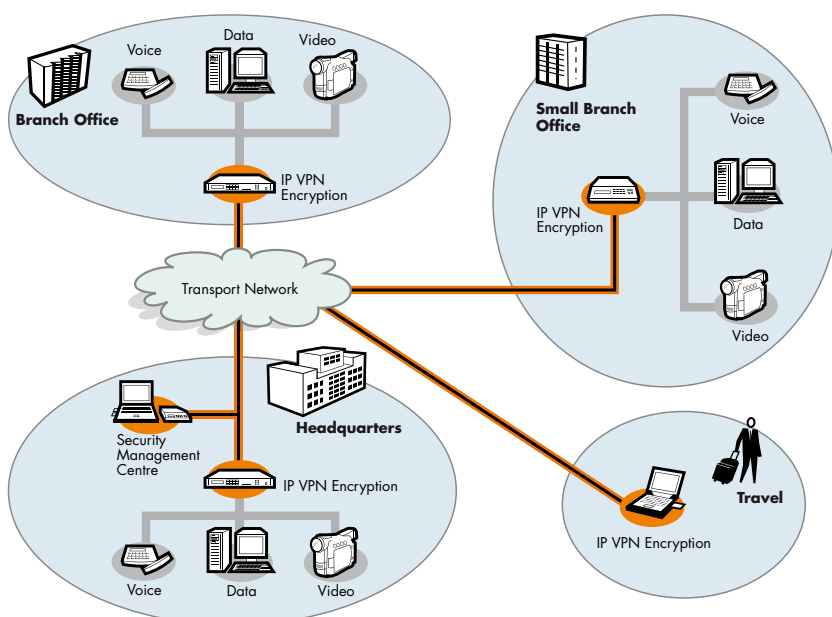 Voice
Data
Video
Branch Office
IP VPN
Encryption
Small Branch
Office
Voice
IP VPN
Encryption
Data
Video
Transport Network
Headquarters
Security
Management
Centre
IP VPN Encryption
Voice
Data
Video
Travel
IP VPN Encryption